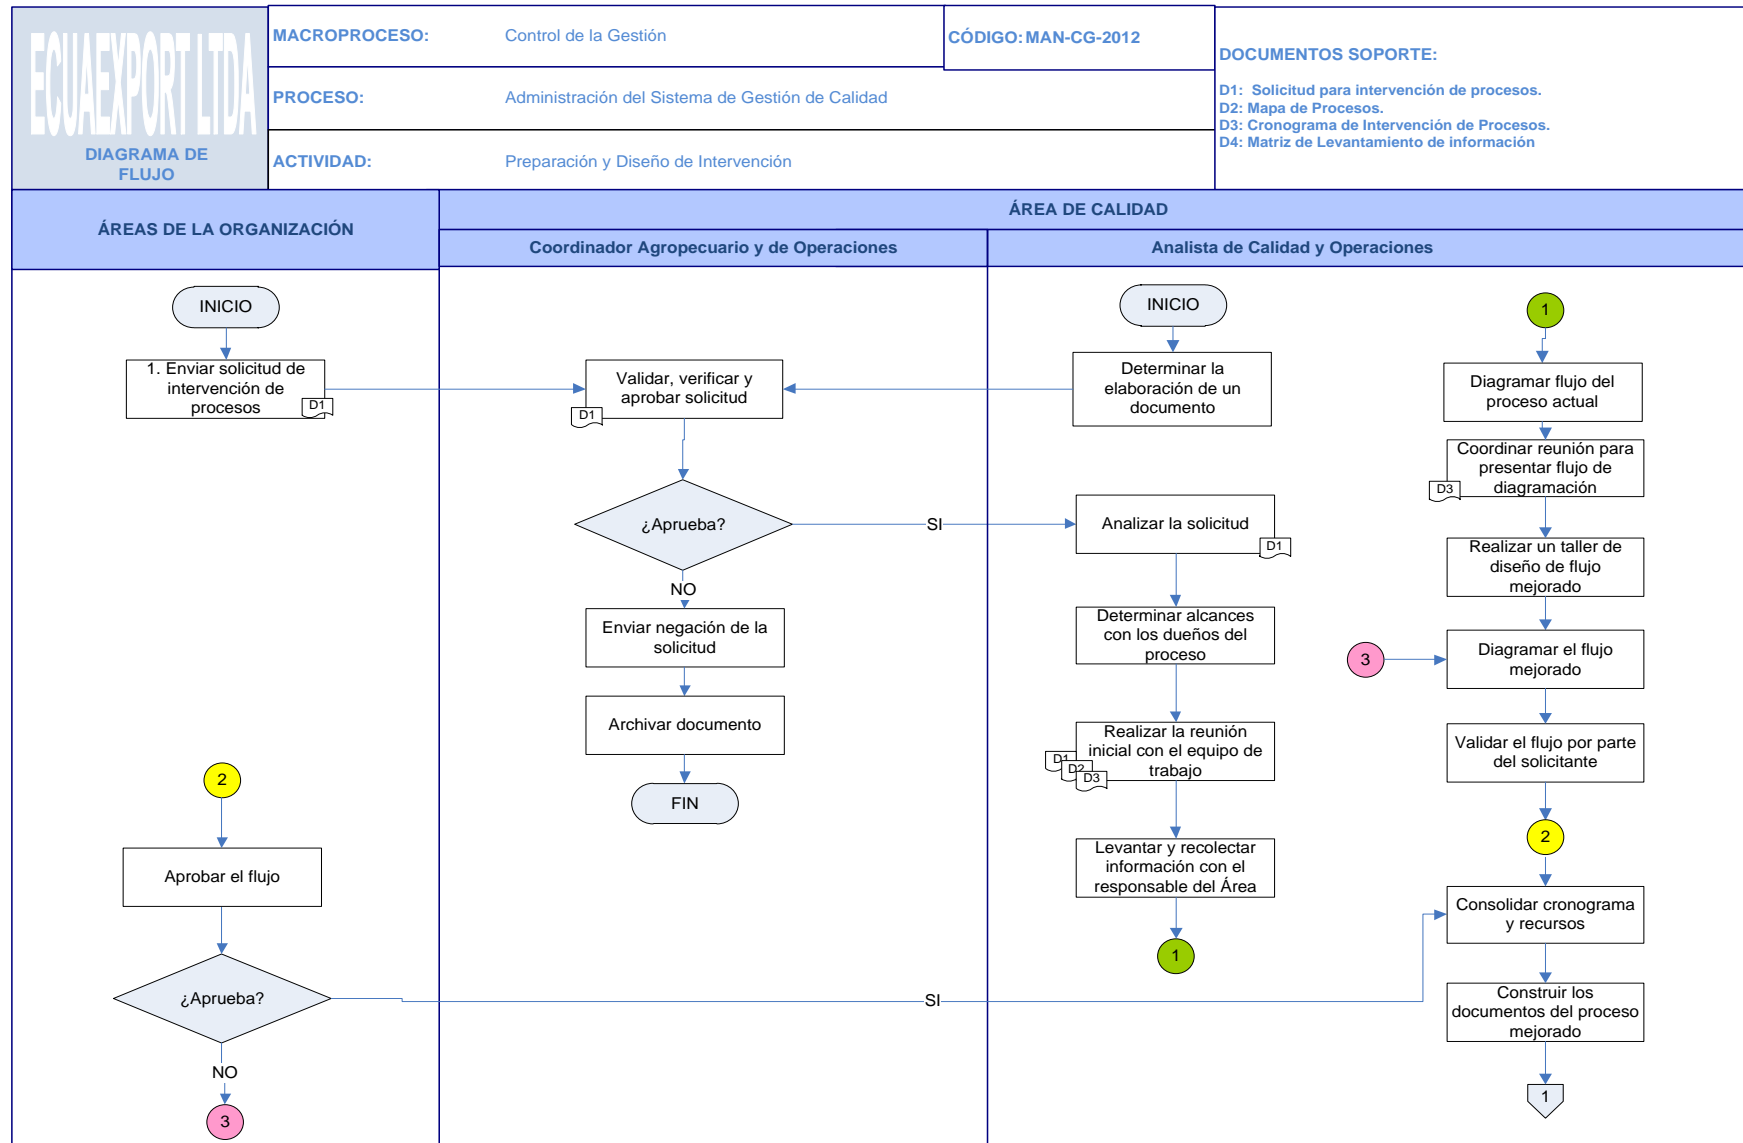 ECUAEXPORT LTDA
DIAGRAMA DE
FLUJO
MACROPROCESO:
Control de la Gestión
CÓDIGO: MAN-CG-2012
PROCESO:
Administración del Sistema de Gestión de Calidad
ACTIVIDAD:
Preparación y Diseño de Intervención
DOCUMENTOS SOPORTE:
D1: Solicitud para intervención de procesos.
D2: Mapa de Procesos.
D3: Cronograma de Intervención de Procesos.
D4: Matriz de Levantamiento de información
ÁREAS DE LA ORGANIZACIÓN
ÁREA DE CALIDAD
Coordinador Agropecuario y de Operaciones
Analista de Calidad y Operaciones
INICIO
1. Enviar solicitud de
intervención de
procesos
D1
2
Aprobar el flujo
¿Aprueba?
SI
NO
3
Validar, verificar y
aprobar solicitud
D1
¿Aprueba?
SI
NO
Enviar negación de la
solicitud
Archivar documento
FIN
INICIO
Determinar la
elaboración de un
documento
Analizar la solicitud
D1
Determinar alcances
con los dueños del
proceso
Realizar la reunión
inicial con el equipo de
trabajo
D1
D2
D3
Levantar y recolectar
información con el
responsable del Área
1
1
Diagramar flujo del
proceso actual
Coordinar reunión para
presentar flujo de
diagramación
D3
Realizar un taller de
diseño de flujo
mejorado
3
Diagramar el flujo
mejorado
Validar el flujo por parte
del solicitante
2
Consolidar cronograma
y recursos
Construir los
documentos del proceso
mejorado
1